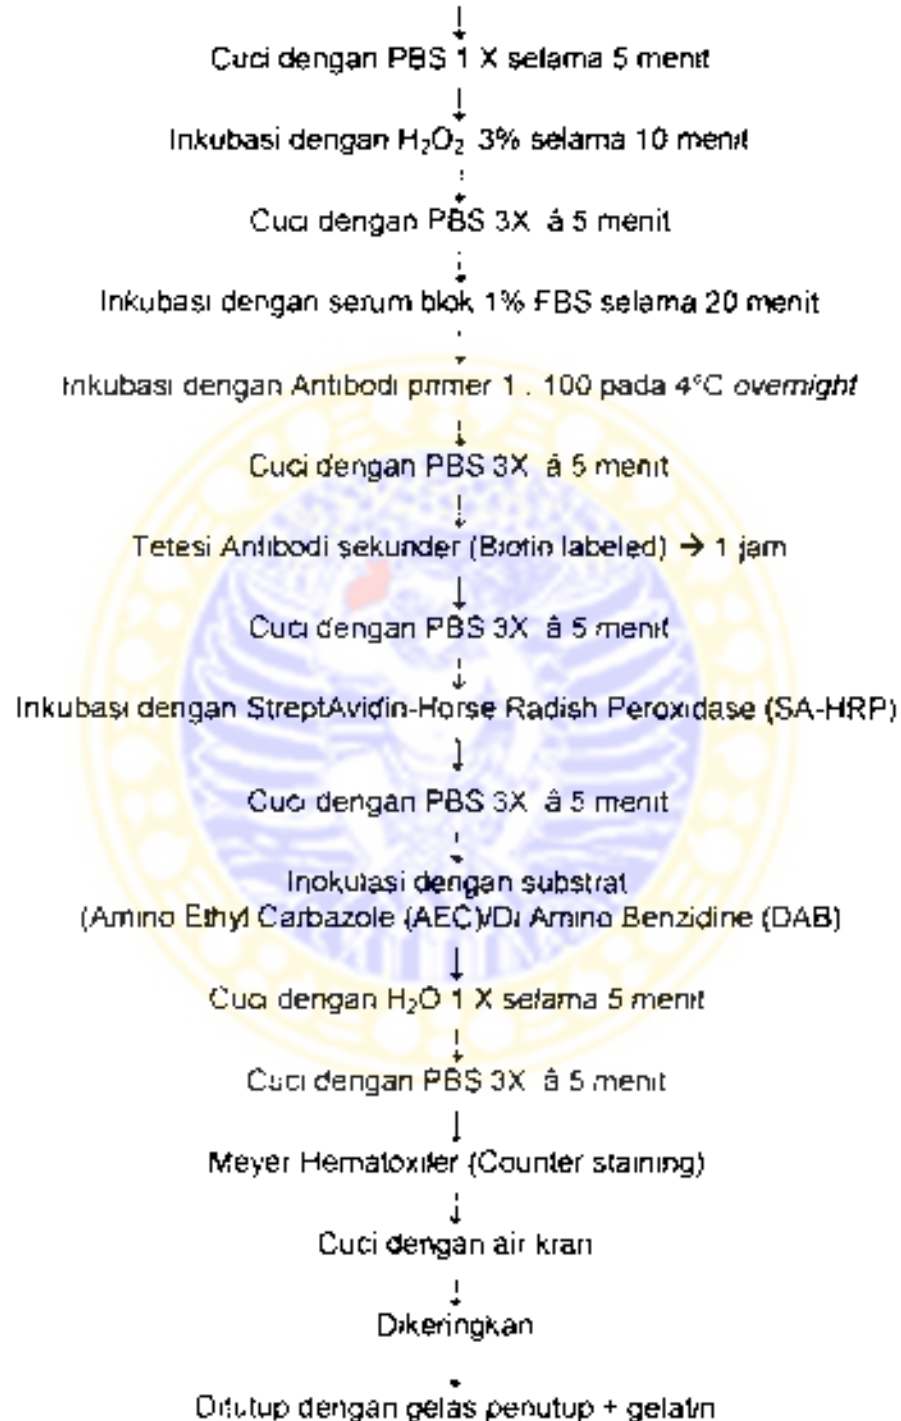 Cuci dengan PBS 1 X selama 5 menit
Inkubasi dengan H₂O₂ 3% selama 10 menit
Cuci dengan PBS 3X á 5 menit
Inkubasi dengan serum blok 1% FBS selama 20 menit
Inkubasi dengan Antibodi primer 1 : 100 pada 4°C overnight
Cuci dengan PBS 3X á 5 menit
Tetesi Antibodi sekunder (Biotin labeled) → 1 jam
Cuci dengan PBS 3X á 5 menit
Inkubasi dengan StreptAvidin-Horse Radish Peroxidase (SA-HRP)
Cuci dengan PBS 3X á 5 menit
Inokulasi dengan substrat
(Amino Ethyl Carbazole (AEC)/Di Amino Benzidine (DAB)
Cuci dengan H₂O 1 X selama 5 menit
Cuci dengan PBS 3X á 5 menit
Meyer Hematoxiler (Counter staining)
Cuci dengan air kran
Dikeringkan
Ditutup dengan gelas penutup + gelatin